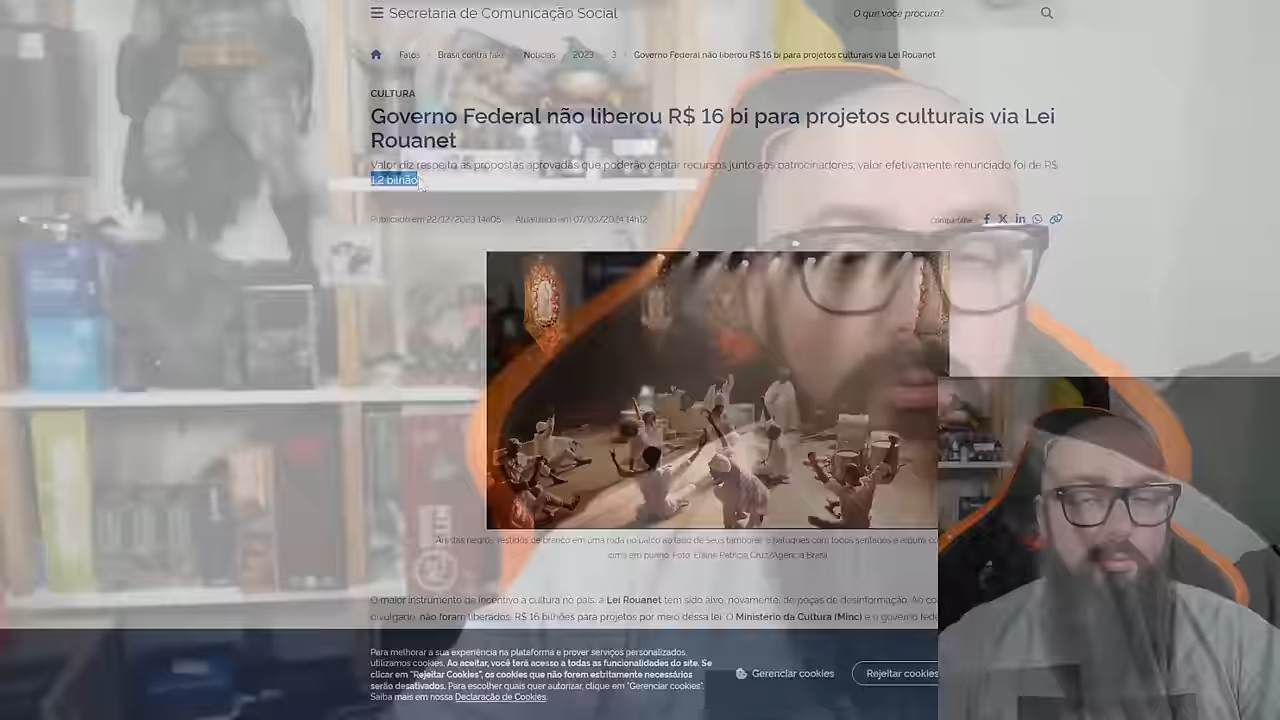 Secretaria de Comunicação Social
O que você procura?
Fatos Brasil contra fake Notícias 2023 3 Governo Federal não liberou R$ 16 bi para projetos culturais via Lei Rouanet
CULTURA
Governo Federal não liberou R$ 16 bi para projetos culturais via Lei
Rouanet
Valor diz respeito às propostas aprovadas que poderão captar recursos junto aos patrocinadores; valor efetivamente renunciado foi de R$
1,2 bilhão
Publicado em 22/12/2023 14h05 Atualizado em 07/03/2024 14h12
Compartilhe:
Artistas negros, vestidos de branco em uma roda no palco ao lado de seus tambores e batuques com todos sentados e
cima em punho. Foto: Elaine Patricia Cruz/Agência Brasil
O maior instrumento de incentivo à cultura no país, a Lei Rouanet tem sido alvo, novamente, de peças de desinformação. Ao co
divulgado, não foram liberados, R$ 16 bilhões para projetos por meio dessa lei. O Ministério da Cultura (Minc) e o governo fede
Para melhorar a sua experiência na plataforma e prover serviços personalizados,
utilizamos cookies. Ao aceitar, você terá acesso a todas as funcionalidades do site. Se
clicar em "Rejeitar Cookies", os cookies que não forem estritamente necessários
serão desativados. Para escolher quais quer autorizar, clique em "Gerenciar cookies".
Saiba mais em nossa Declaração de Cookies.
Gerenciar cookies
Rejeitar cookies